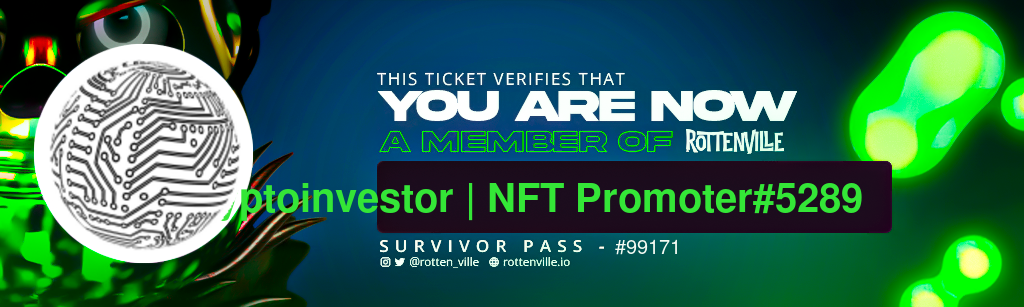 THIS TICKET VERIFIES THAT
YOU ARE NOW
A MEMBER OF ROTTENVILLE
ptoinvestor | NFT Promoter#5289
SURVIVOR PASS - #99171
@rotten_ville rottenville.io